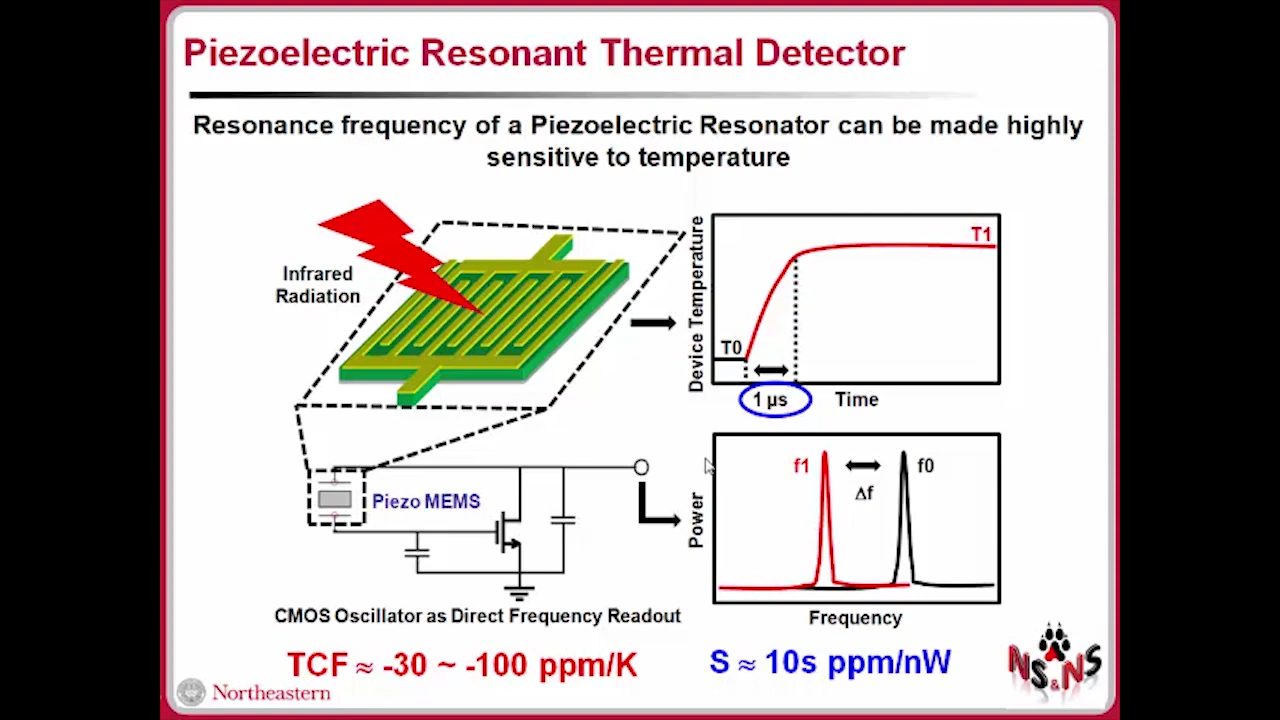 Piezoelectric Resonant Thermal Detector
Resonance frequency of a Piezoelectric Resonator can be made highly
sensitive to temperature
Infrared
Radiation
Device Temperature
T0
T1
1 µs
Time
Piezo MEMS
CMOS Oscillator as Direct Frequency Readout
Power
f1
Δf
f0
Frequency
TCF ≈ -30 ~ -100 ppm/K
S ≈ 10s ppm/nW
Northeastern
NS&NS